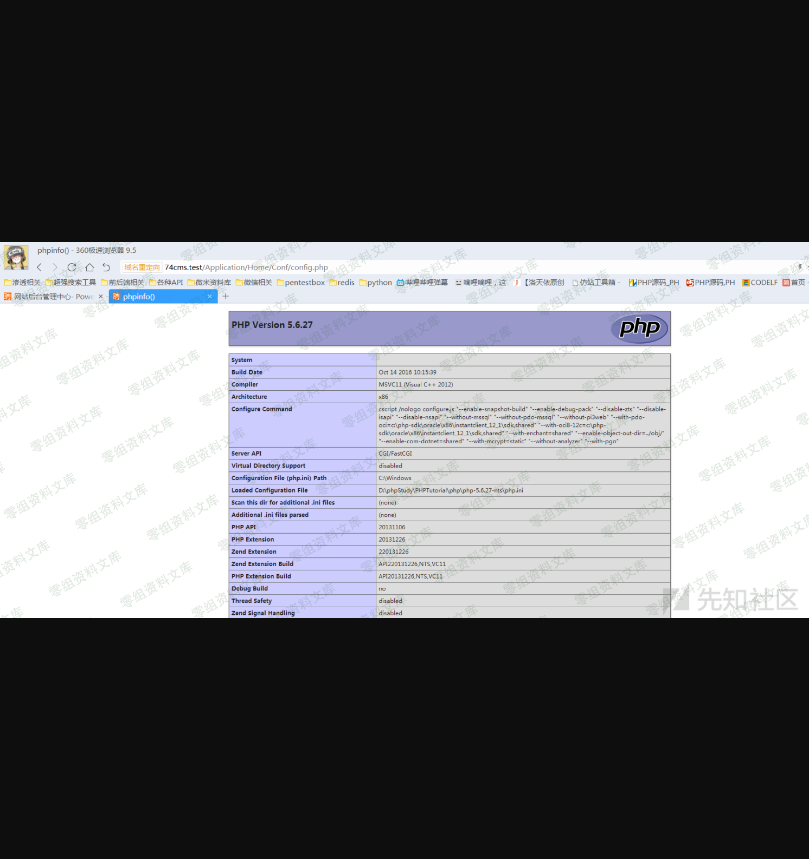 phpinfo() - 360极速浏览器 9.5
域名重定向 74cms.test/Application/Home/Conf/config.php
渗透相关 超强搜索工具 前后端相关 各种API 微米资料库 微信相关 pentestbox redis python 哔哩哔哩弹幕 噗哩噗哩 【洛天依原创 仿站工具箱 - PHP源码_PH PHP源码,PH CODELF 首页 -
网站后台管理中心- Pow × phpinfo() × +
PHP Version 5.6.27
php
System
Build Date Oct 14 2016 10:15:39
Compiler MSVC11 (Visual C++ 2012)
Architecture x86
Configure Command cscript /nologo configure.js "--enable-snapshot-build" "--enable-debug-pack" "--disable-zts" "--disable-
isapi" "--disable-nsapi" "--without-mssql" "--without-pdo-mssql" "--without-pi3web" "--with-pdo-
oci=c:\php-sdk\oracle\x86\instantclient_12_1\sdk,shared" "--with-oci8-12c=c:\php-
sdk\oracle\x86\instantclient_12_1\sdk,shared" "--with-enchant=shared" "--enable-object-out-dir=../obj/"
"--enable-com-dotnet=shared" "--with-mcrypt=static" "--without-analyzer" "--with-pgo"
Server API CGI/FastCGI
Virtual Directory Support disabled
Configuration File (php.ini) Path C:\Windows
Loaded Configuration File D:\phpStudy\PHPTutorial\php\php-5.6.27-nts\php.ini
Scan this dir for additional .ini files (none)
Additional .ini files parsed (none)
PHP API 20131106
PHP Extension 20131226
Zend Extension 220131226
Zend Extension Build API220131226,NTS,VC11
PHP Extension Build API20131226,NTS,VC11
Debug Build no
Thread Safety disabled
Zend Signal Handling disabled
零组资料文库
先知社区